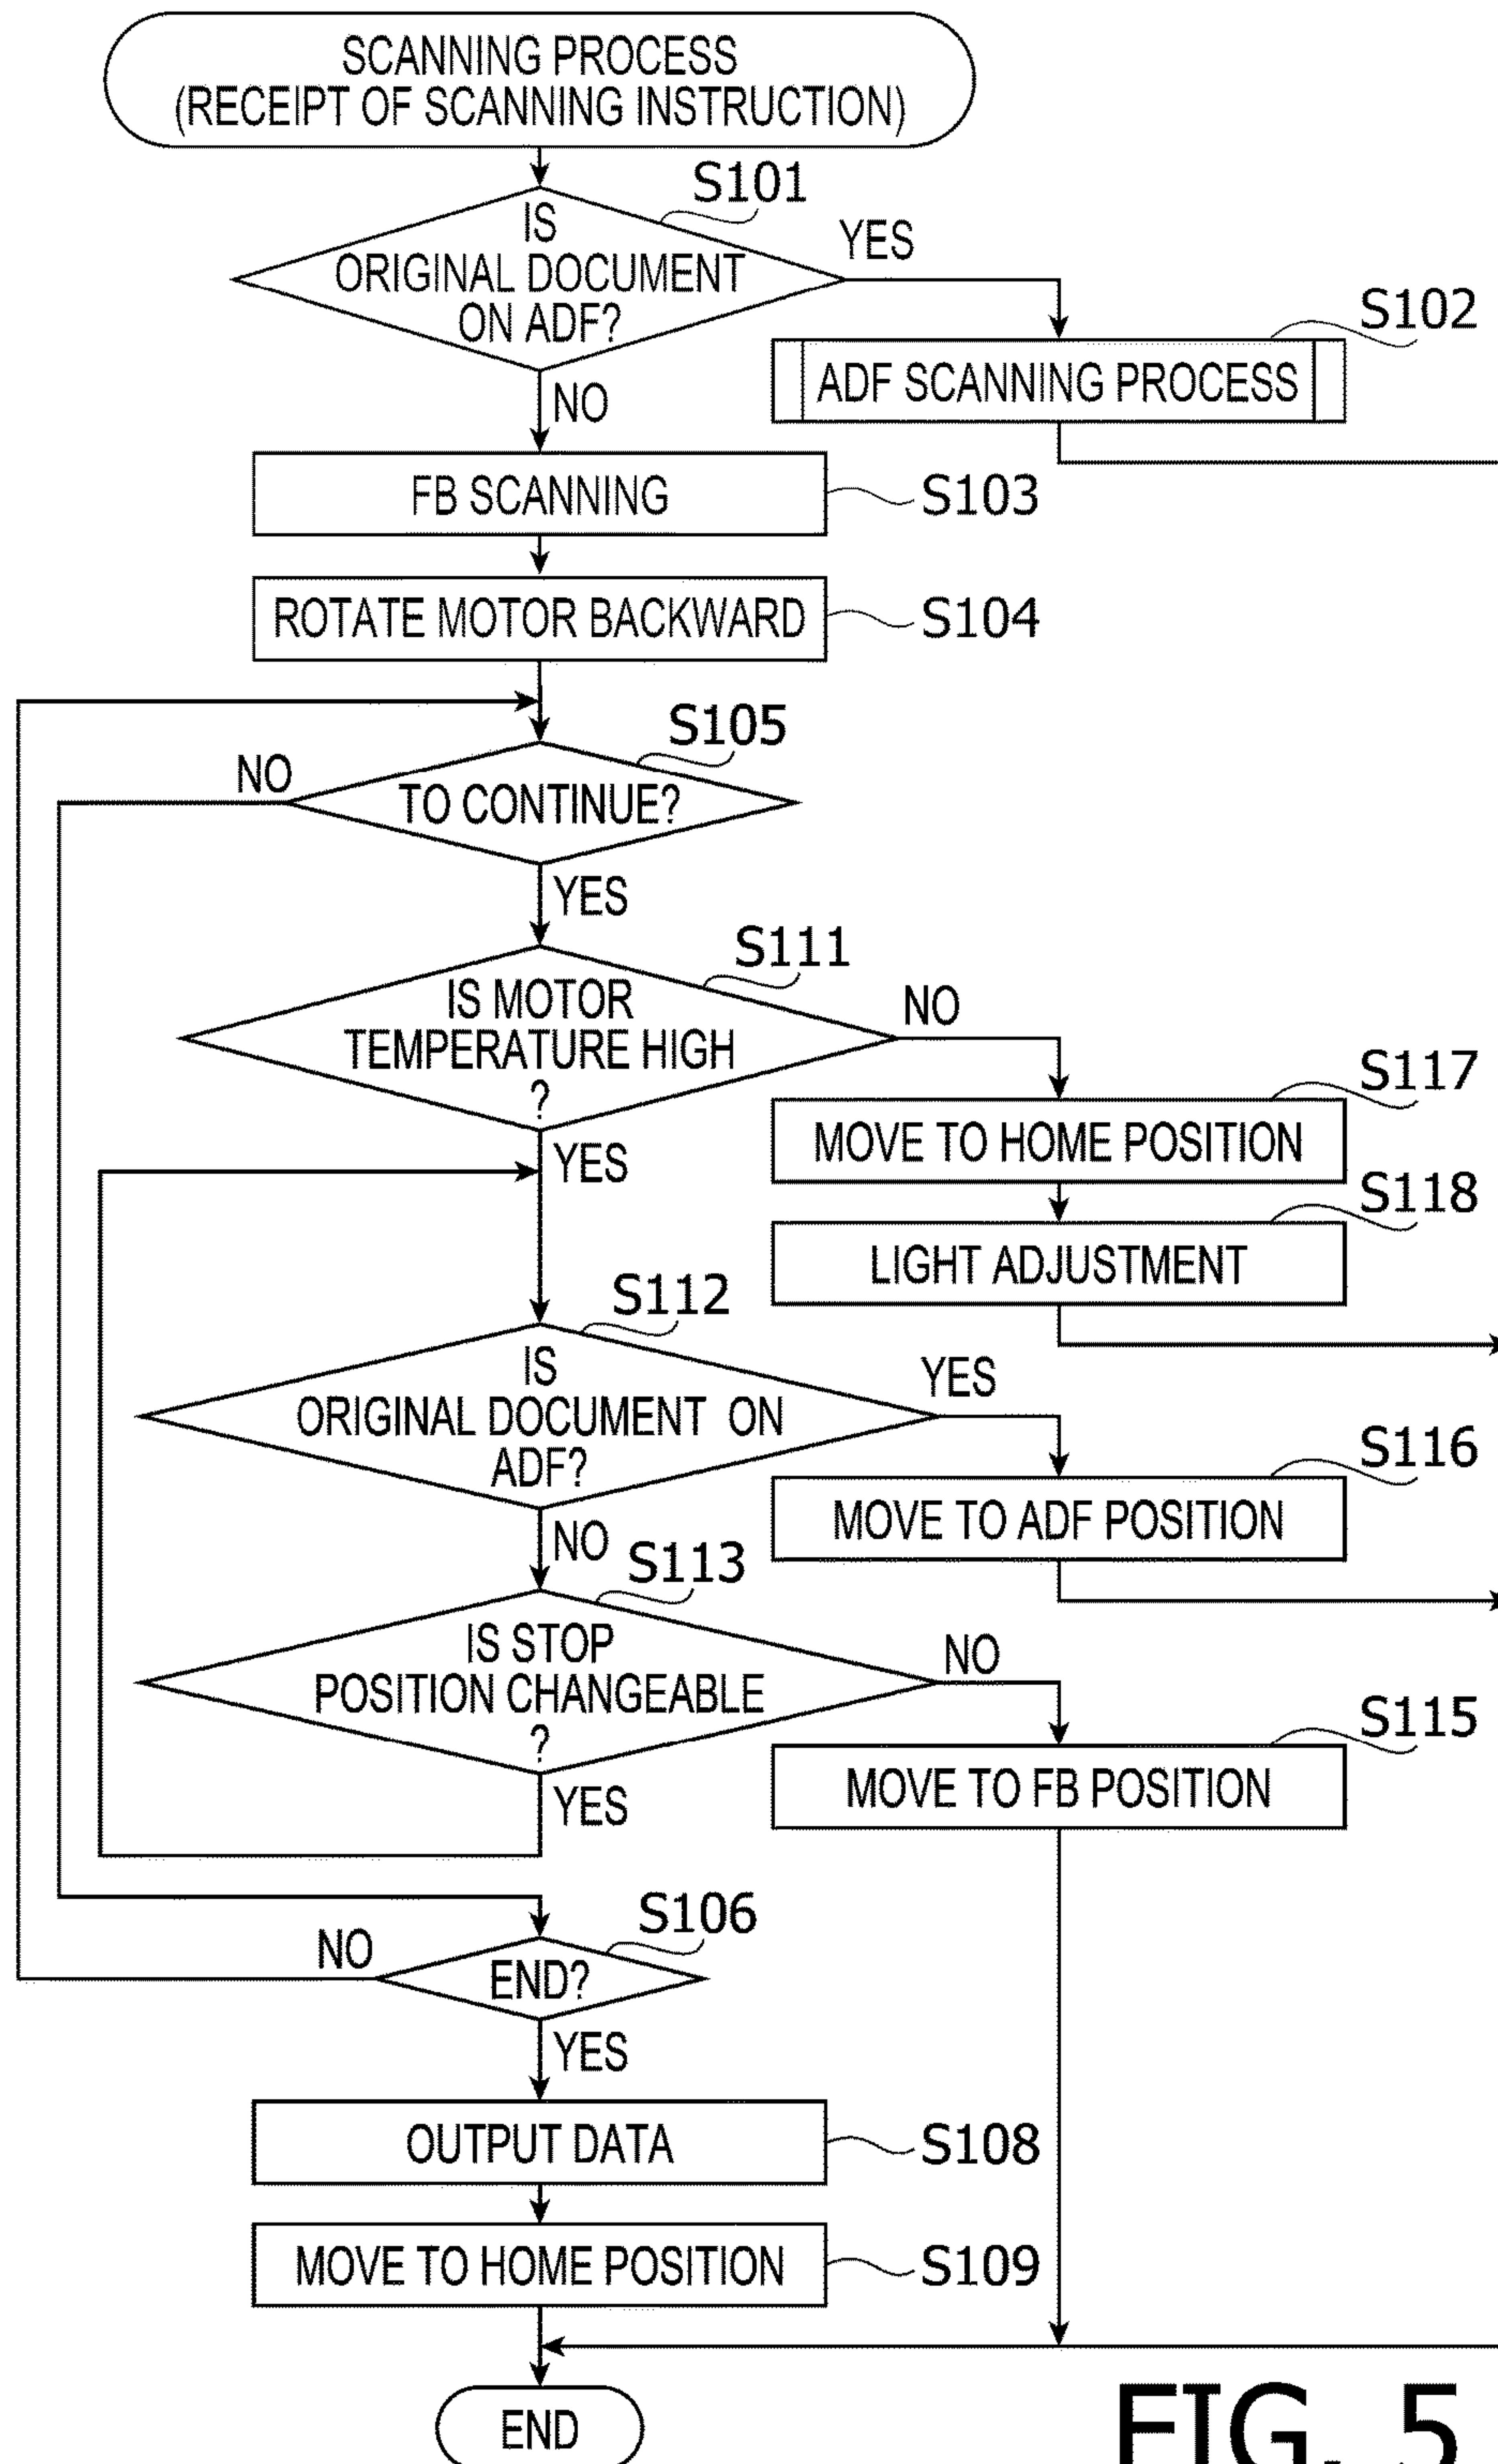 SCANNING PROCESS
(RECEIPT OF SCANNING INSTRUCTION)
S101
IS
ORIGINAL DOCUMENT
ON ADF?
YES
NO
S102
ADF SCANNING PROCESS
FB SCANNING
S103
ROTATE MOTOR BACKWARD
S104
S105
NO
TO CONTINUE?
YES
S111
IS MOTOR
TEMPERATURE HIGH
?
NO
YES
S117
MOVE TO HOME POSITION
S118
LIGHT ADJUSTMENT
S112
IS
ORIGINAL DOCUMENT ON
ADF?
YES
NO
S116
MOVE TO ADF POSITION
S113
IS STOP
POSITION CHANGEABLE
?
NO
YES
S115
MOVE TO FB POSITION
S106
NO
END?
YES
OUTPUT DATA
S108
MOVE TO HOME POSITION
S109
END
FIG. 5